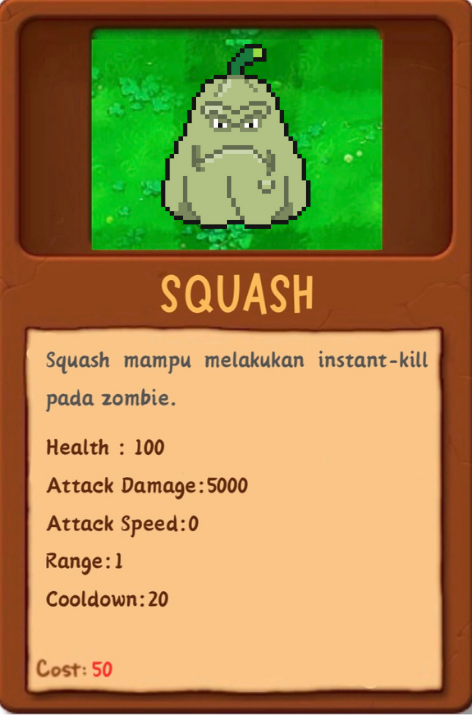 SQUASH
Squash mampu melakukan instant-kill
pada zombie.
Health : 100
Attack Damage:5000
Attack Speed:0
Range:1
Cooldown:20
Cost: 50